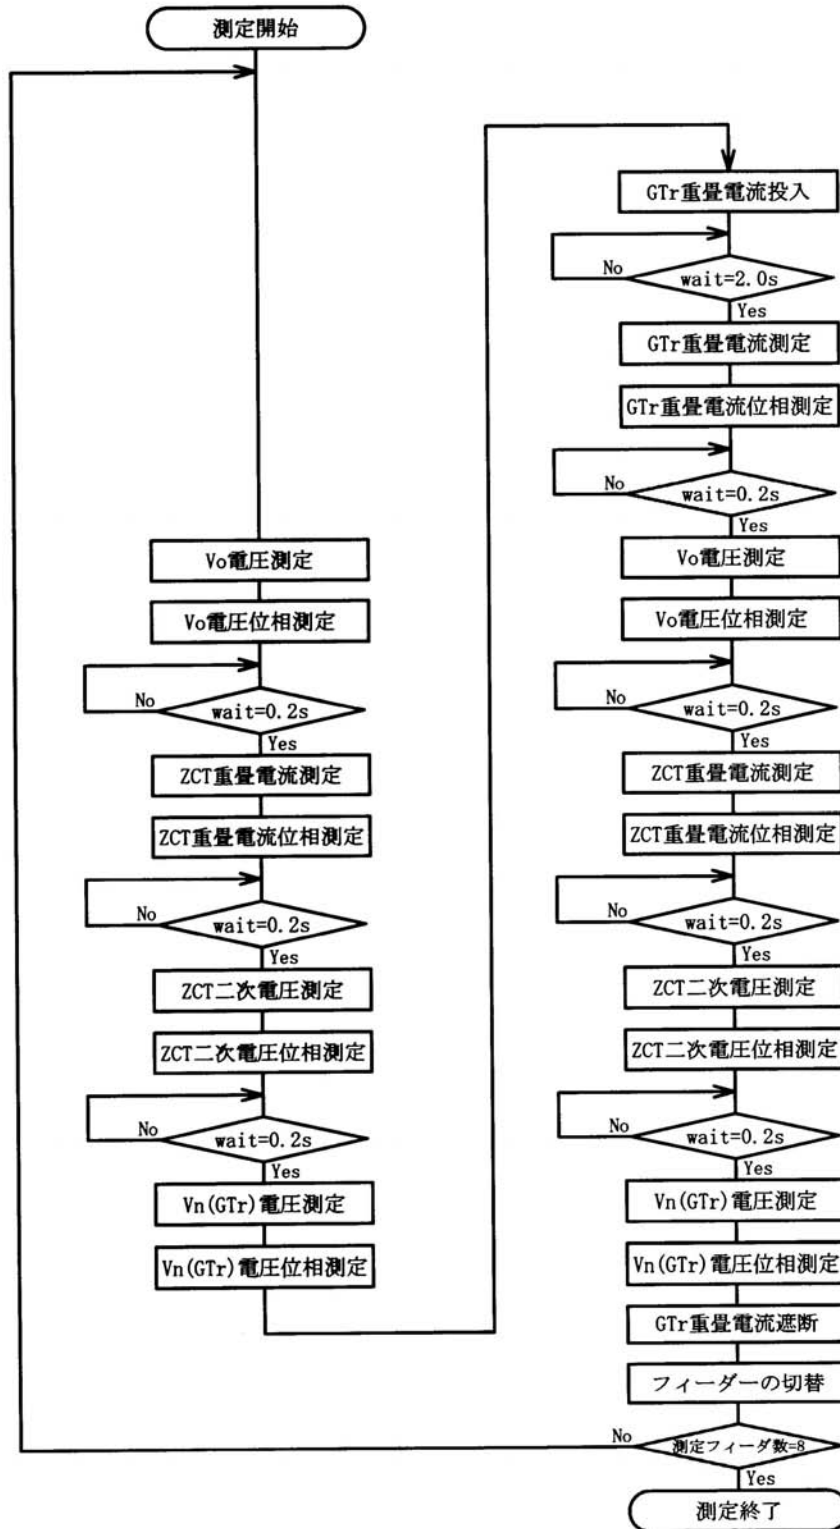 測定開始
Vo電圧測定
Vo電圧位相測定
No
wait=0.2s
Yes
ZCT重畳電流測定
ZCT重畳電流位相測定
No
wait=0.2s
Yes
ZCT二次電圧測定
ZCT二次電圧位相測定
No
wait=0.2s
Yes
Vn(GTr)電圧測定
Vn(GTr)電圧位相測定
GTr重畳電流投入
No
wait=2.0s
Yes
GTr重畳電流測定
GTr重畳電流位相測定
No
wait=0.2s
Yes
Vo電圧測定
Vo電圧位相測定
No
wait=0.2s
Yes
ZCT重畳電流測定
ZCT重畳電流位相測定
No
wait=0.2s
Yes
ZCT二次電圧測定
ZCT二次電圧位相測定
No
wait=0.2s
Yes
Vn(GTr)電圧測定
Vn(GTr)電圧位相測定
GTr重畳電流遮断
フィーダーの切替
No
測定フィーダ数=8
Yes
測定終了